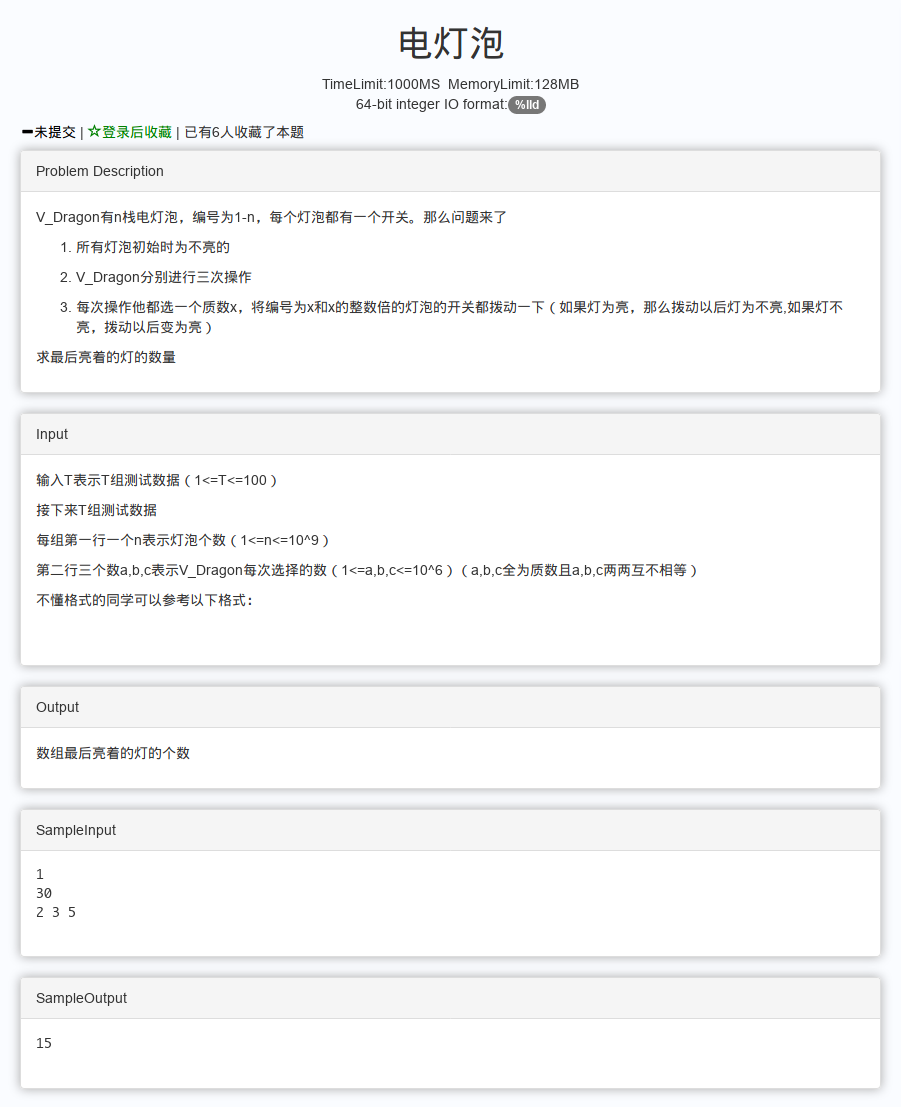 电灯泡
TimeLimit:1000MS MemoryLimit:128MB
64-bit integer IO format:%lld
未提交 | ☆登录后收藏 | 已有6人收藏了本题
Problem Description
V_Dragon有n栈电灯泡，编号为1-n，每个灯泡都有一个开关。那么问题来了
1. 所有灯泡初始时为不亮的
2. V_Dragon分别进行三次操作
3. 每次操作他都选一个质数x，将编号为x和x的整数倍的灯泡的开关都拨动一下（如果灯为亮，那么拨动以后灯为不亮,如果灯不
亮，拨动以后变为亮）
求最后亮着的灯的数量
Input
输入T表示T组测试数据（1<=T<=100）
接下来T组测试数据
每组第一行一个n表示灯泡个数（1<=n<=10^9）
第二行三个数a,b,c表示V_Dragon每次选择的数（1<=a,b,c<=10^6）（a,b,c全为质数且a,b,c两两互不相等）
不懂格式的同学可以参考以下格式：
Output
数组最后亮着的灯的个数
SampleInput
1
30
2 3 5
SampleOutput
15